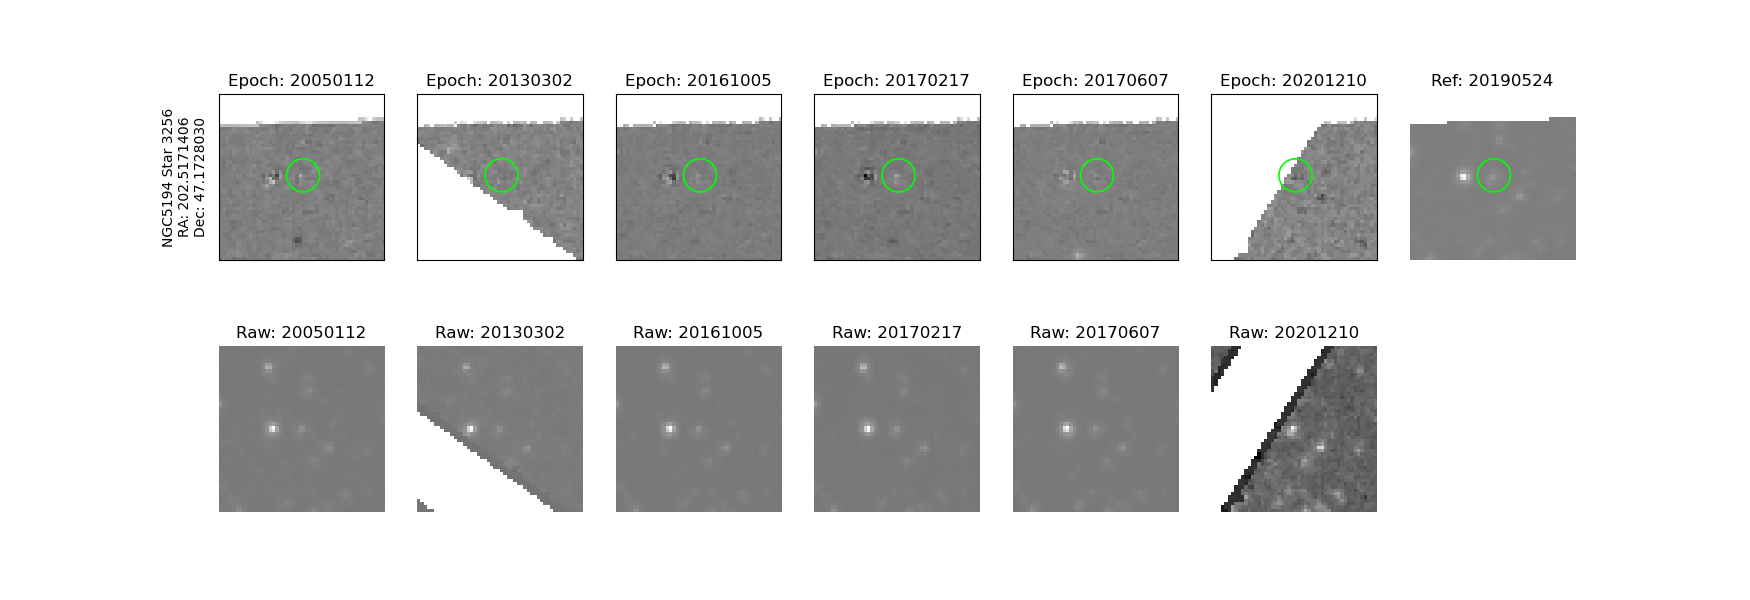 Epoch: 20050112
Epoch: 20130302
Epoch: 20161005
Epoch: 20170217
Epoch: 20170607
Epoch: 20201210
Ref: 20190524
NGC5194 Star 3256
RA: 202.5171406
Dec: 47.1728030
Raw: 20050112
Raw: 20130302
Raw: 20161005
Raw: 20170217
Raw: 20170607
Raw: 20201210